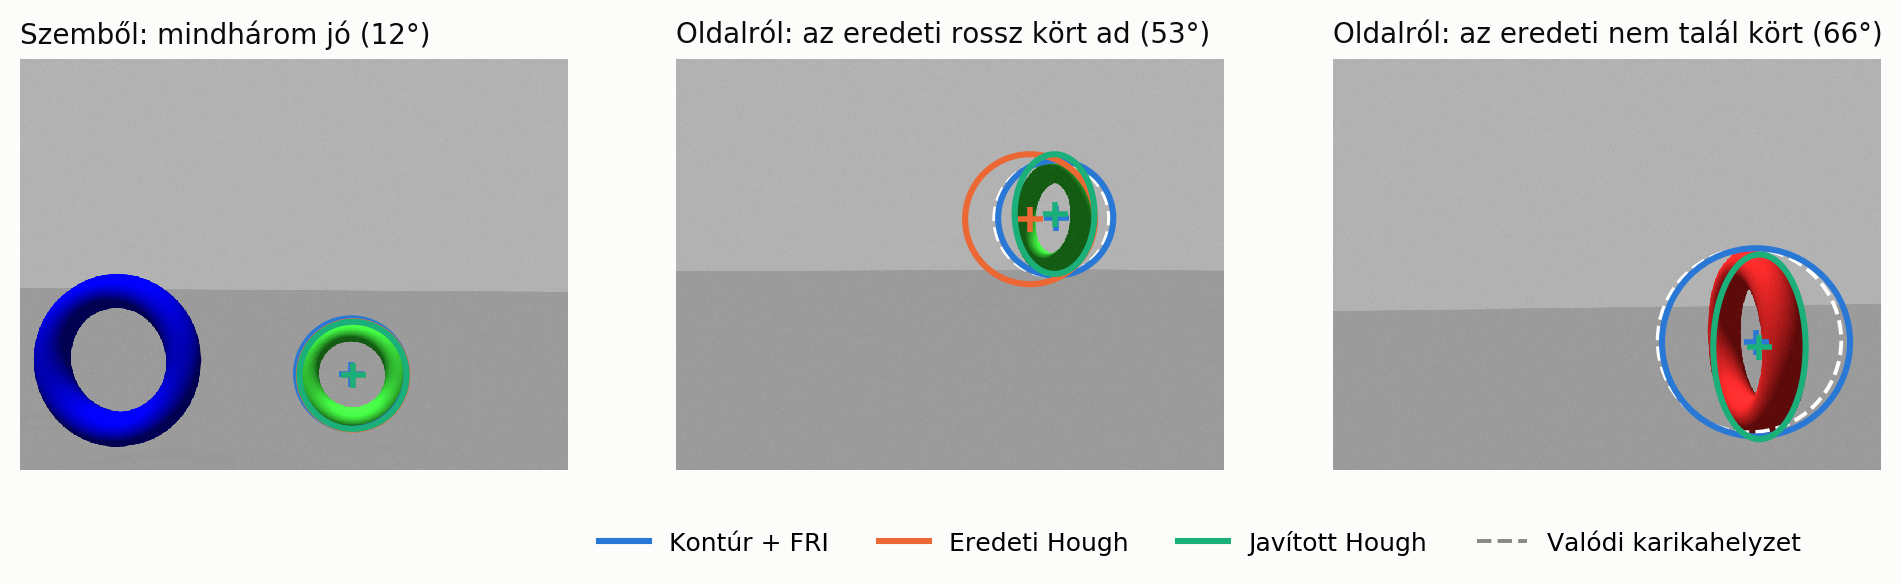 Szemből: mindhárom jó (12°)
Oldalról: az eredeti rossz kört ad (53°)
Oldalról: az eredeti nem talál kört (66°)
Kontúr + FRI
Eredeti Hough
Javított Hough
Valódi karikahelyzet